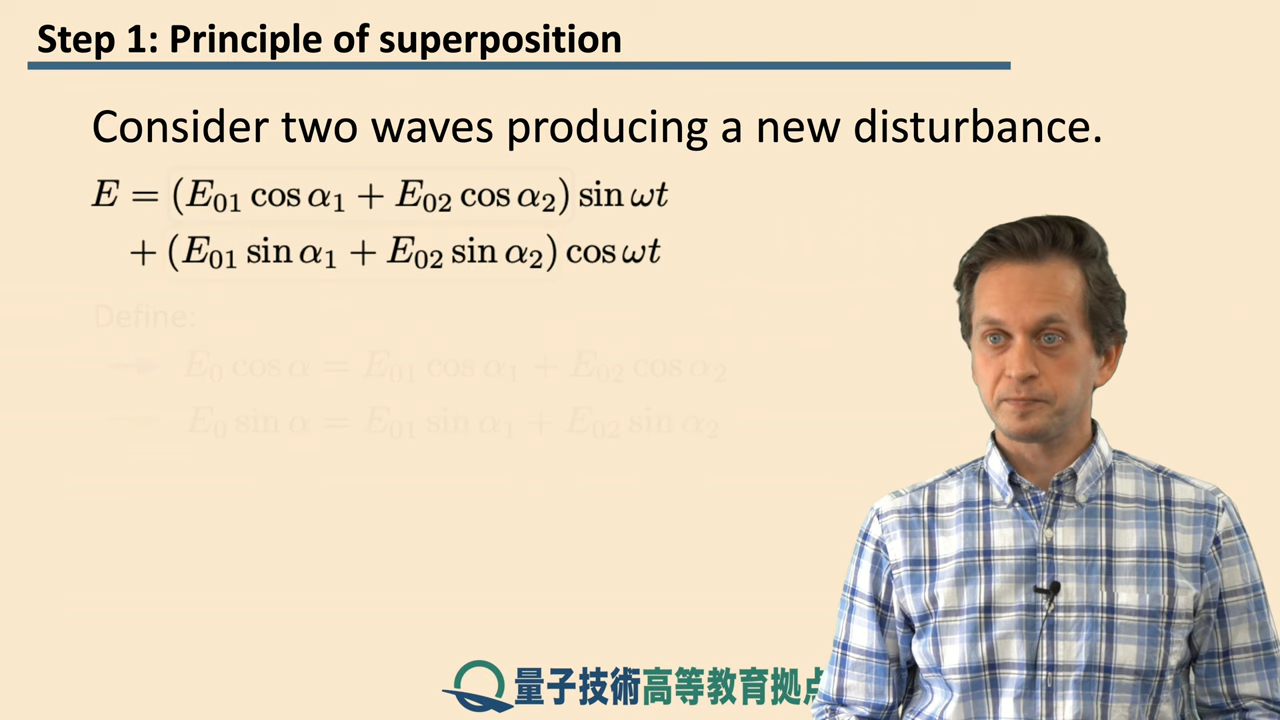 Step 1: Principle of superposition
Consider two waves producing a new disturbance.
E = (E₀₁ cos α₁ + E₀₂ cos α₂) sin ωt
+ (E₀₁ sin α₁ + E₀₂ sin α₂) cos ωt
Define:
→ E₀ cos α = E₀₁ cos α₁ + E₀₂ cos α₂
→ E₀ sin α = E₀₁ sin α₁ + E₀₂ sin α₂
量子技術高等教育拠点